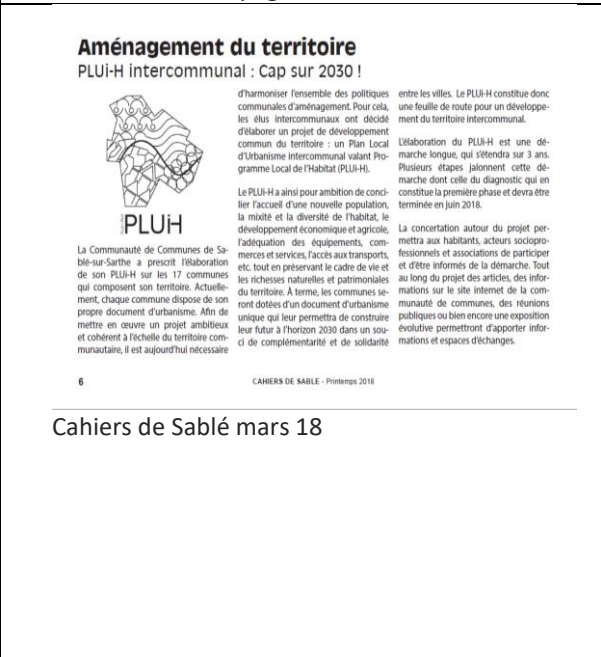 Aménagement du territoire
PLUi-H intercommunal : Cap sur 2030 !
PLUiH
La Communauté de Communes de Sa-
blé-sur-Sarthe a prescrit l'élaboration
de son PLUi-H sur les 17 communes
qui composent son territoire. Actuelle-
ment, chaque commune dispose de son
propre document d'urbanisme. Afin de
mettre en œuvre un projet ambitieux
et cohérent à l'échelle du territoire com-
munautaire, il est aujourd'hui nécessaire
d'harmoniser l'ensemble des politiques
communales d'aménagement. Pour cela,
les élus intercommunaux ont décidé
d'élaborer un projet de développement
commun du territoire : un Plan Local
d'Urbanisme intercommunal valant Pro-
gramme Local de l'Habitat (PLUi-H).
Le PLUi-H a ainsi pour ambition de conci-
lier l'accueil d'une nouvelle population,
la mixité et la diversité de l'habitat, le
développement économique et agricole,
l'adéquation des équipements, com-
merces et services, l'accès aux transports,
etc. tout en préservant le cadre de vie et
les richesses naturelles et patrimoniales
du territoire. À terme, les communes se-
ront dotées d'un document d'urbanisme
unique qui leur permettra de construire
leur futur à l'horizon 2030 dans un sou-
ci de complémentarité et de solidarité
entre les villes. Le PLUi-H constitue donc
une feuille de route pour un développe-
ment du territoire intercommunal.
L'élaboration du PLUi-H est une dé-
marche longue, qui s'étendra sur 3 ans.
Plusieurs étapes jalonnent cette dé-
marche dont celle du diagnostic qui en
constitue la première phase et devra être
terminée en juin 2018.
La concertation autour du projet per-
mettra aux habitants, acteurs sociopro-
fessionnels et associations de participer
et d'être informés de la démarche. Tout
au long du projet des articles, des infor-
mations sur le site internet de la com-
munauté de communes, des réunions
publiques ou bien encore une exposition
évolutive permettront d'apporter infor-
mations et espaces d'échanges.
6
CAHIERS DE SABLE - Printemps 2018
Cahiers de Sablé mars 18